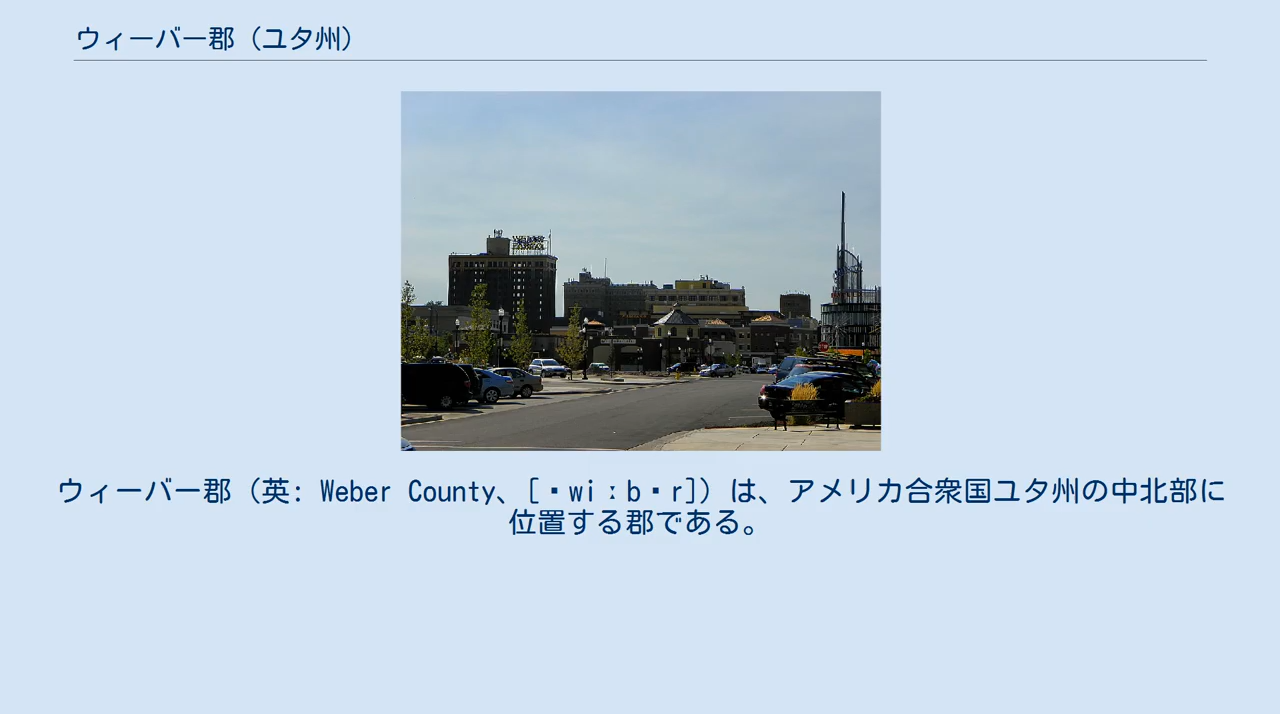 ウィーバー郡（ユタ州）
ウィーバー郡（英: Weber County、[･wiːb･r]）は、アメリカ合衆国ユタ州の中北部に
位置する郡である。